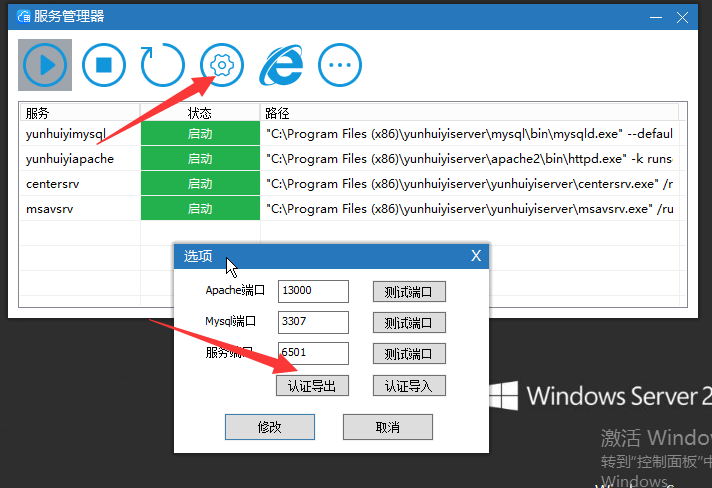 服务管理器
服务 状态 路径
yunhuiyimysql 启动 "C:\Program Files (x86)\yunhuiyiserver\mysql\bin\mysqld.exe" --defaul
yunhuiyiapache 启动 "C:\Program Files (x86)\yunhuiyiserver\apache2\bin\httpd.exe" -k runs
centersrv 启动 "C:\Program Files (x86)\yunhuiyiserver\yunhuiyiserver\centersrv.exe" /r
msavsrv 启动 "C:\Program Files (x86)\yunhuiyiserver\yunhuiyiserver\msavsrv.exe" /ru
选项 X
Apache端口 13000 测试端口
Mysql端口 3307 测试端口
服务端口 6501 测试端口
认证导出 认证导入
修改 取消
Windows Server 2
激活 Windo
转到"控制面板"中
Windows